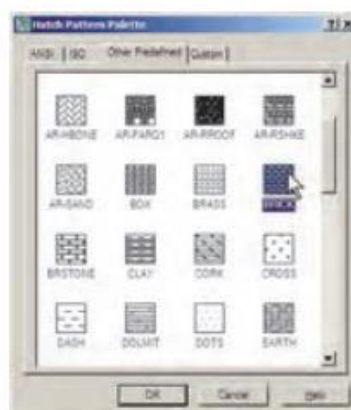 Hatch Pattern Palette
ANSI ISO Other Predefined Custom
AR-HBONE AR-PARQ1 AR-RROOF AR-RSHKE
AR-SAND BOX BRASS BRICK
BRSTONE CLAY CORK CROSS
DASH DOLMIT DOTS EARTH
OK Cancel Help